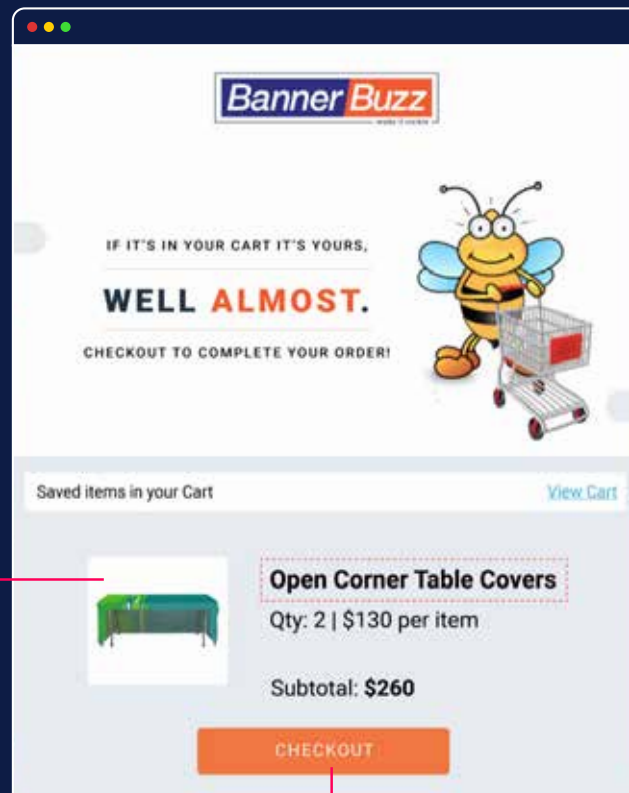 Banner Buzz
IF IT'S IN YOUR CART IT'S YOURS,
WELL ALMOST.
CHECKOUT TO COMPLETE YOUR ORDER!
Saved items in your Cart
View Cart
Open Corner Table Covers
Qty: 2 | $130 per item
Subtotal: $260
CHECKOUT